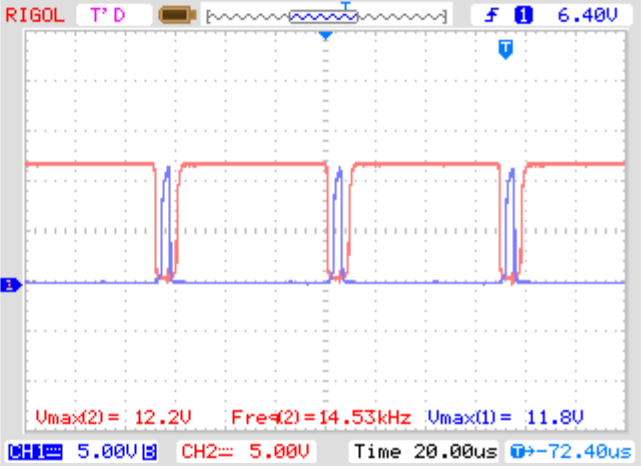 RIGOL T'D T 1 6.40V
T
1
Vmax(2)= 12.2V Freq(2)=14.53kHz Vmax(1)= 11.8V
CH1 5.00V B CH2 5.00V Time 20.00us T→-72.40us